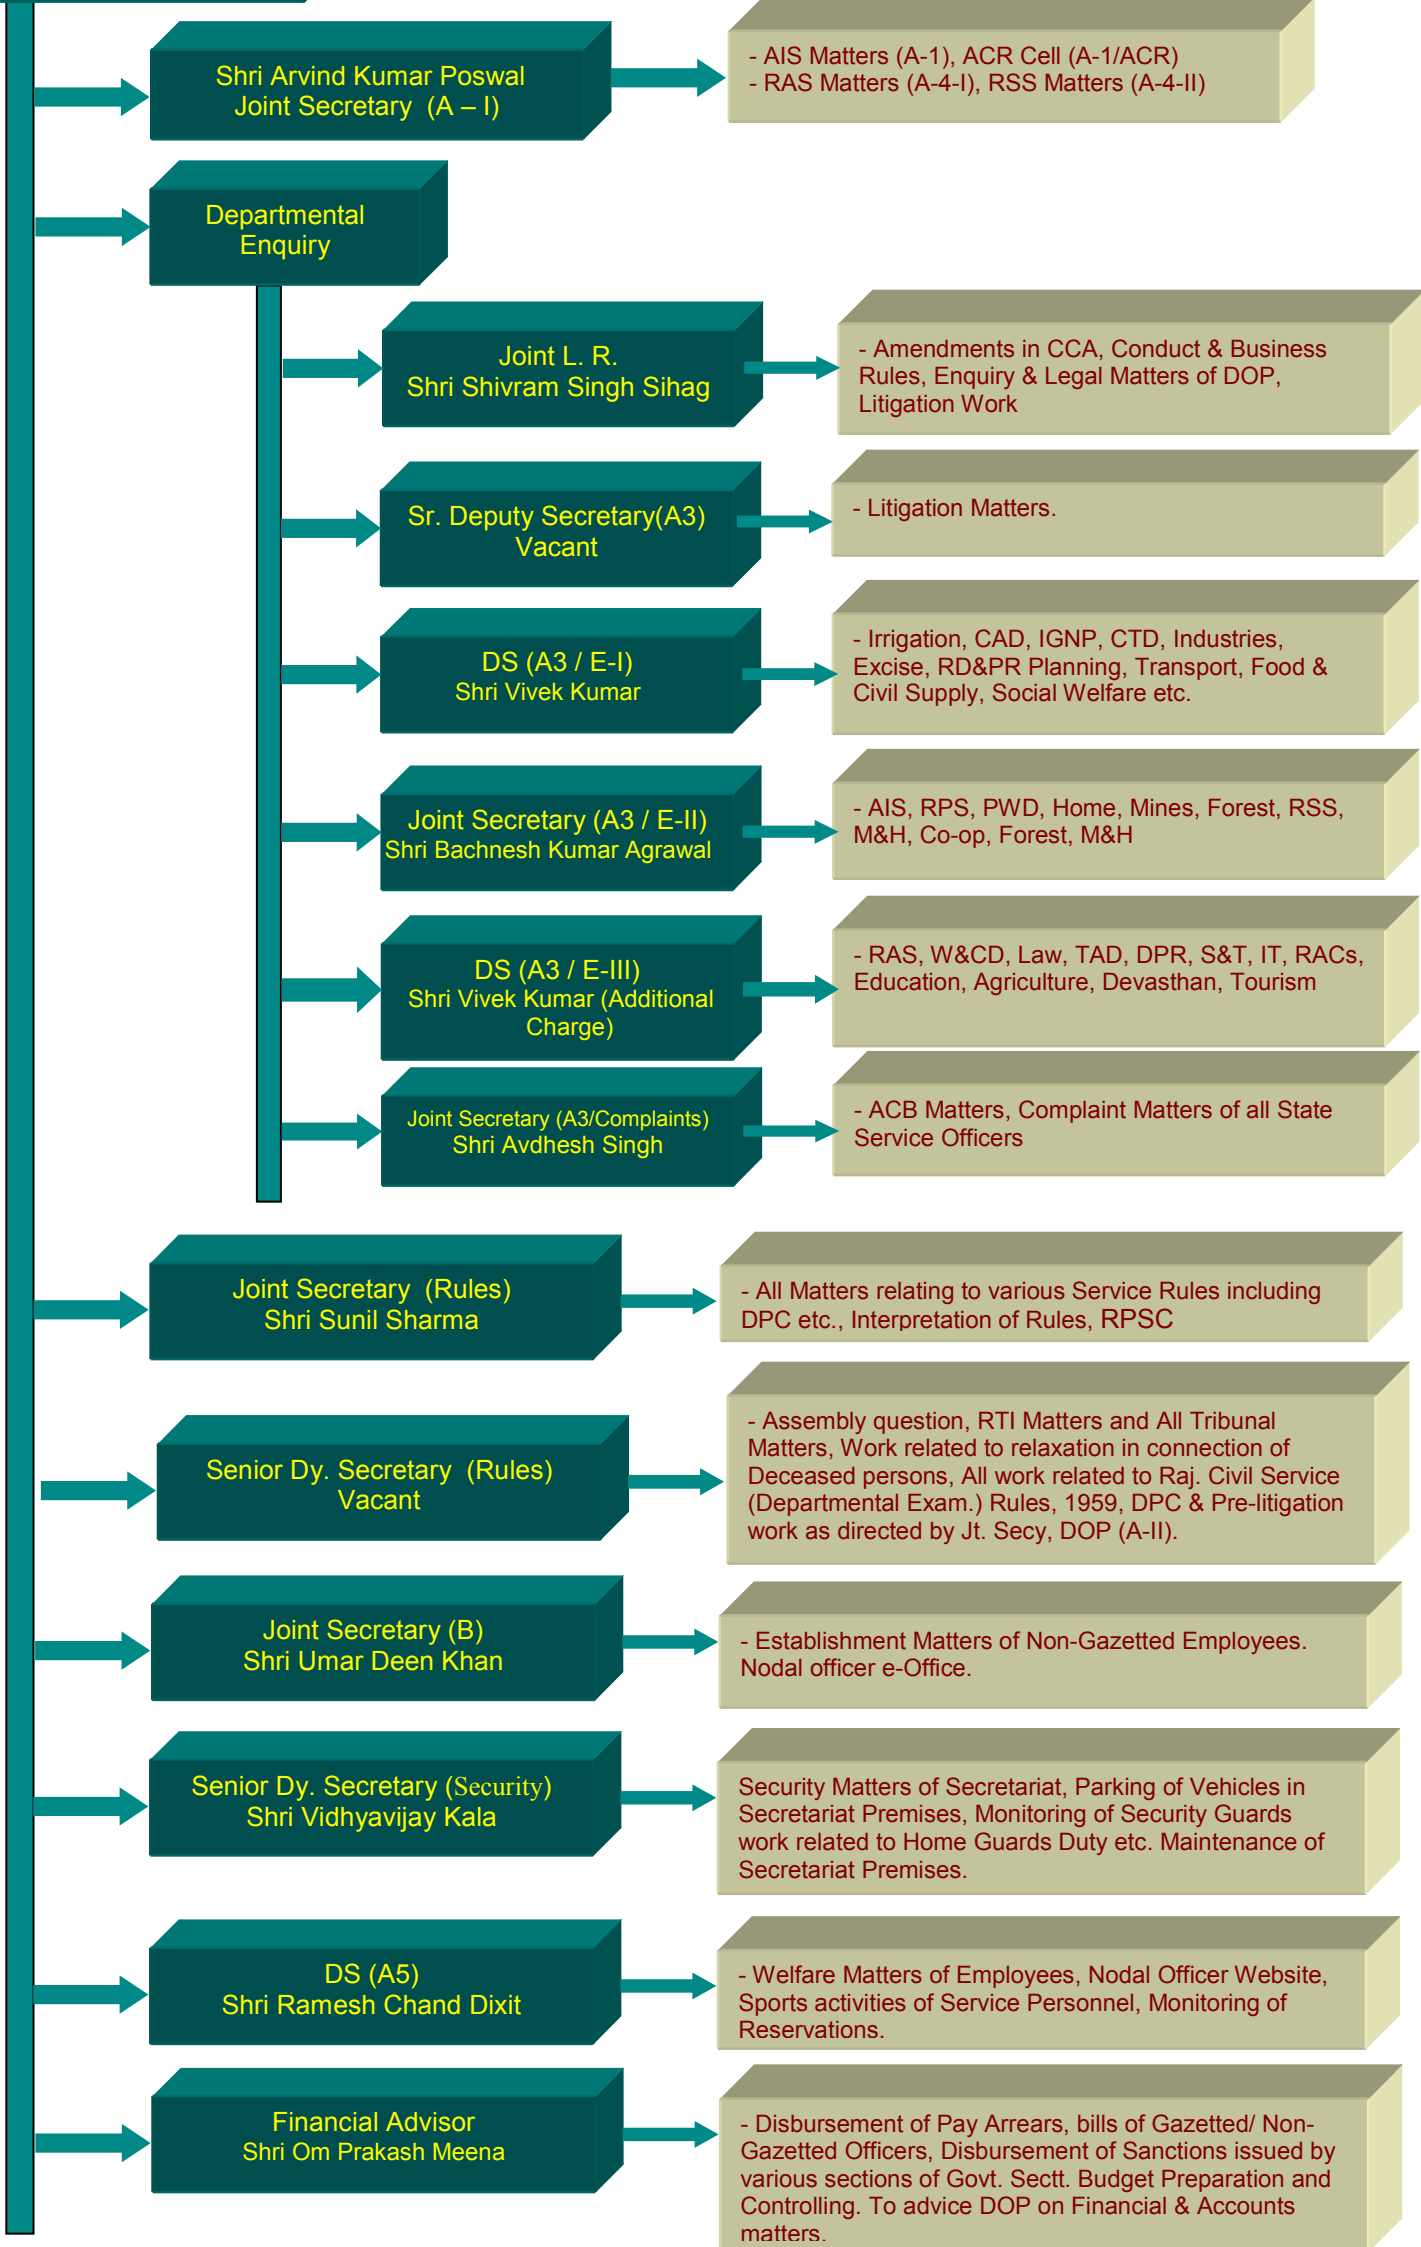 Shri Arvind Kumar Poswal
Joint Secretary (A – I)
- AIS Matters (A-1), ACR Cell (A-1/ACR)
- RAS Matters (A-4-I), RSS Matters (A-4-II)
Departmental
Enquiry
Joint L. R.
Shri Shivram Singh Sihag
- Amendments in CCA, Conduct & Business
Rules, Enquiry & Legal Matters of DOP,
Litigation Work
Sr. Deputy Secretary(A3)
Vacant
- Litigation Matters.
DS (A3 / E-I)
Shri Vivek Kumar
- Irrigation, CAD, IGNP, CTD, Industries,
Excise, RD&PR Planning, Transport, Food &
Civil Supply, Social Welfare etc.
Joint Secretary (A3 / E-II)
Shri Bachnesh Kumar Agrawal
- AIS, RPS, PWD, Home, Mines, Forest, RSS,
M&H, Co-op, Forest, M&H
DS (A3 / E-III)
Shri Vivek Kumar (Additional
Charge)
- RAS, W&CD, Law, TAD, DPR, S&T, IT, RACs,
Education, Agriculture, Devasthan, Tourism
Joint Secretary (A3/Complaints)
Shri Avdhesh Singh
- ACB Matters, Complaint Matters of all State
Service Officers
Joint Secretary (Rules)
Shri Sunil Sharma
- All Matters relating to various Service Rules including
DPC etc., Interpretation of Rules, RPSC
Senior Dy. Secretary (Rules)
Vacant
- Assembly question, RTI Matters and All Tribunal
Matters, Work related to relaxation in connection of
Deceased persons, All work related to Raj. Civil Service
(Departmental Exam.) Rules, 1959, DPC & Pre-litigation
work as directed by Jt. Secy, DOP (A-II).
Joint Secretary (B)
Shri Umar Deen Khan
- Establishment Matters of Non-Gazetted Employees.
Nodal officer e-Office.
Senior Dy. Secretary (Security)
Shri Vidhyavijay Kala
Security Matters of Secretariat, Parking of Vehicles in
Secretariat Premises, Monitoring of Security Guards
work related to Home Guards Duty etc. Maintenance of
Secretariat Premises.
DS (A5)
Shri Ramesh Chand Dixit
- Welfare Matters of Employees, Nodal Officer Website,
Sports activities of Service Personnel, Monitoring of
Reservations.
Financial Advisor
Shri Om Prakash Meena
- Disbursement of Pay Arrears, bills of Gazetted/ Non-
Gazetted Officers, Disbursement of Sanctions issued by
various sections of Govt. Sectt. Budget Preparation and
Controlling. To advice DOP on Financial & Accounts
matters.